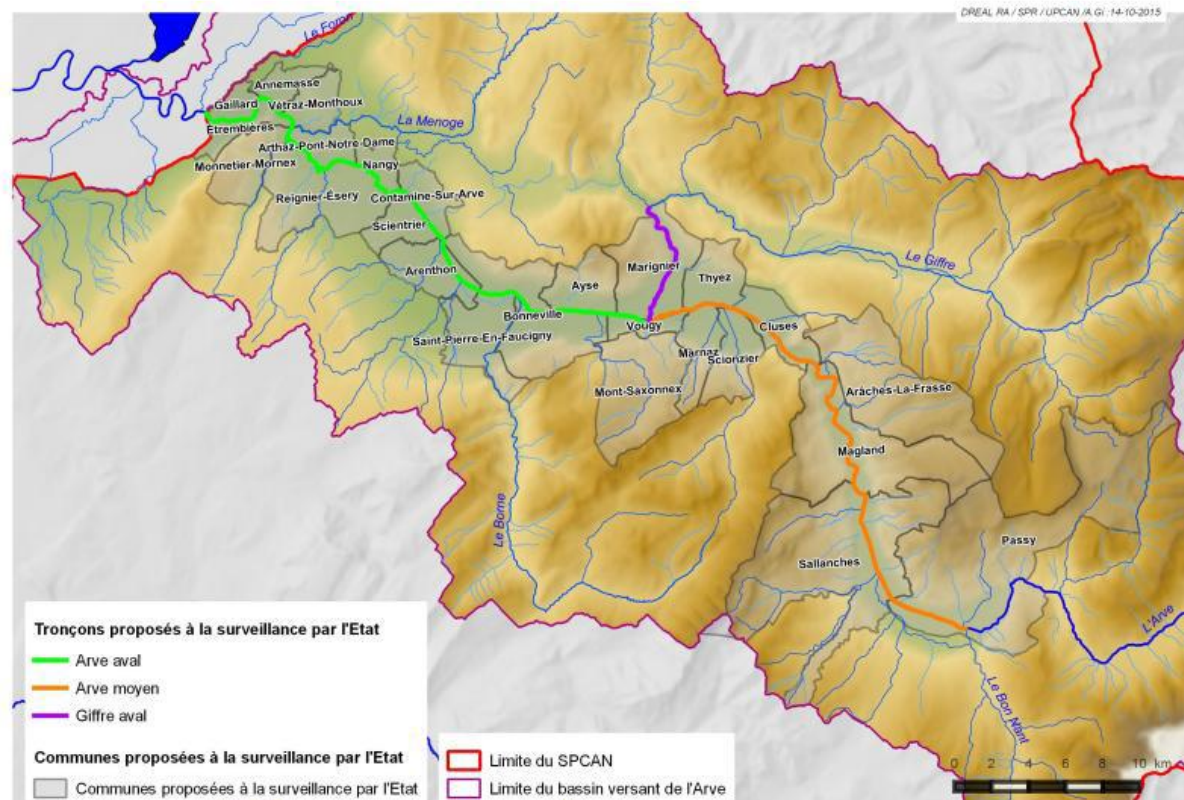 DREAL RA / SPR / UPCAN /A.Gi :14-10-2015
Le Foron
Annemasse
Gaillard
Vétraz-Monthoux
La Menoge
Étrembières
Arthaz-Pont-Notre-Dame
Monnetier-Mornex
Nangy
Reignier-Ésery
Contamine-Sur-Arve
Scientrier
Arenthon
Marignier
Le Giffre
Thyez
Ayse
Bonneville
Vougy
Cluses
Saint-Pierre-En-Faucigny
Marnaz
Scionzier
Mont-Saxonnex
Arâches-La-Frasse
Magland
Le Borne
Passy
Sallanches
L'Arve
Le Bon Nant
Tronçons proposés à la surveillance par l'Etat
Arve aval
Arve moyen
Giffre aval
Communes proposées à la surveillance par l'Etat
Communes proposées à la surveillance par l'Etat
Limite du SPCAN
Limite du bassin versant de l'Arve
0 2 4 6 8 10 km